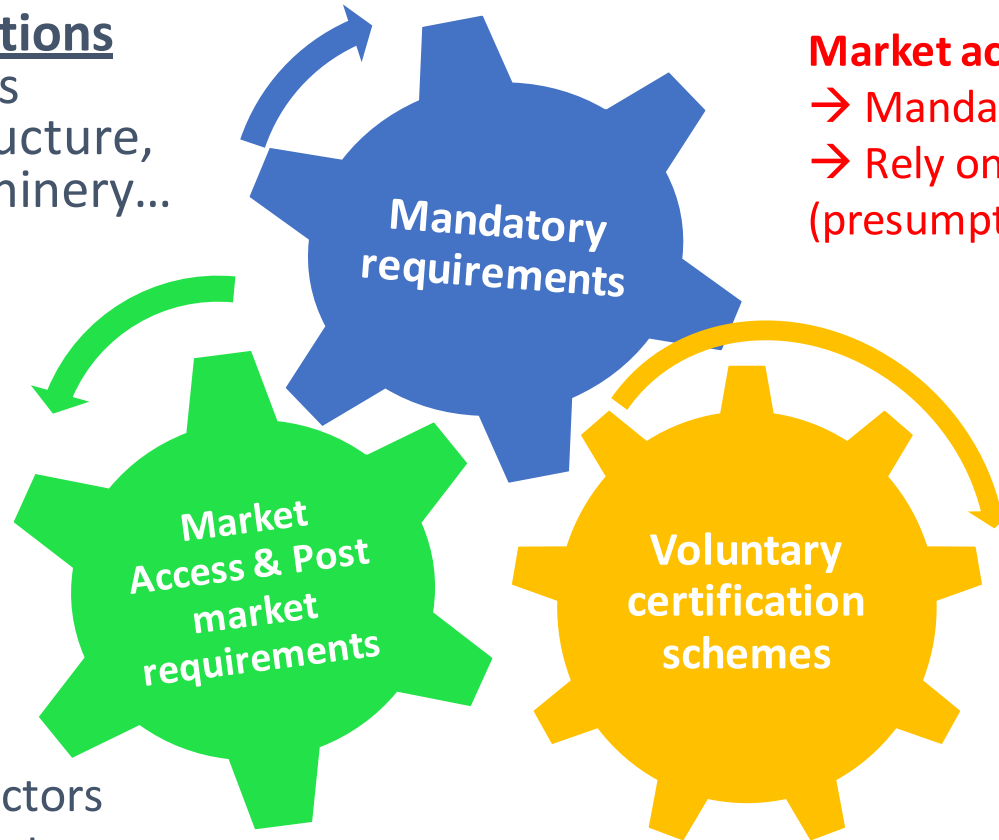 tions
s
ucture,
hinery...
Market ac
→ Manda
→ Rely on
(presumpt
Mandatory
requirements
Market
Access & Post
market
requirements
Voluntary
certification
schemes
ctors